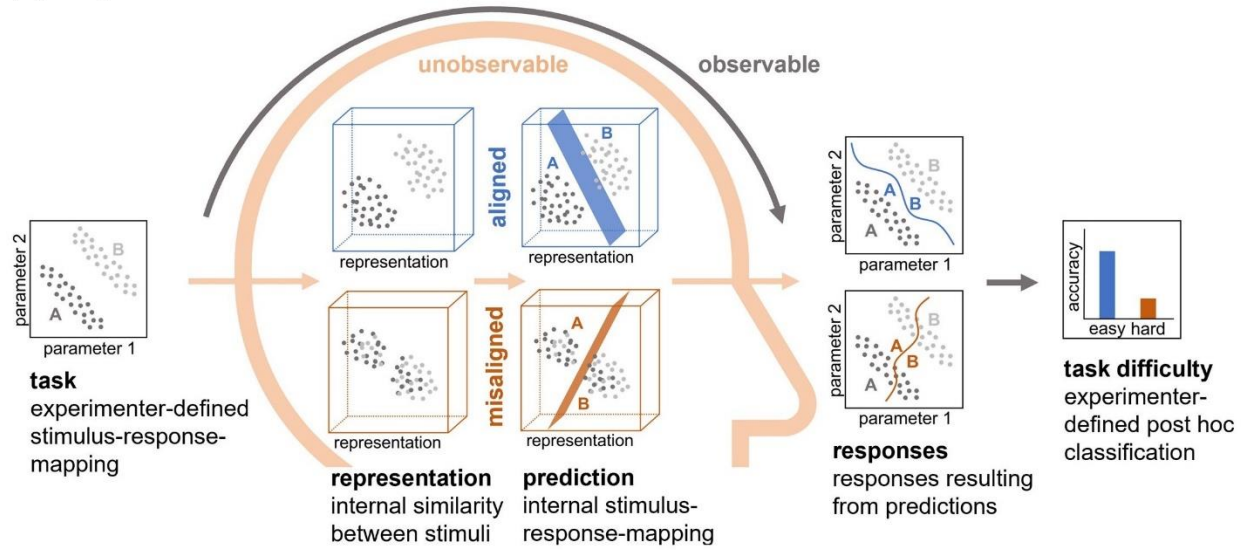 unobservable
observable
parameter 2
B
A
parameter 1
task
experimenter-defined
stimulus-response-
mapping
representation
aligned
A
B
representation
representation
misaligned
A
B
representation
representation
internal similarity
between stimuli
prediction
internal stimulus-
response-mapping
parameter 2
B
A
B
A
parameter 1
parameter 2
B
A
B
A
parameter 1
responses
responses resulting
from predictions
accuracy
easy hard
task difficulty
experimenter-
defined post hoc
classification